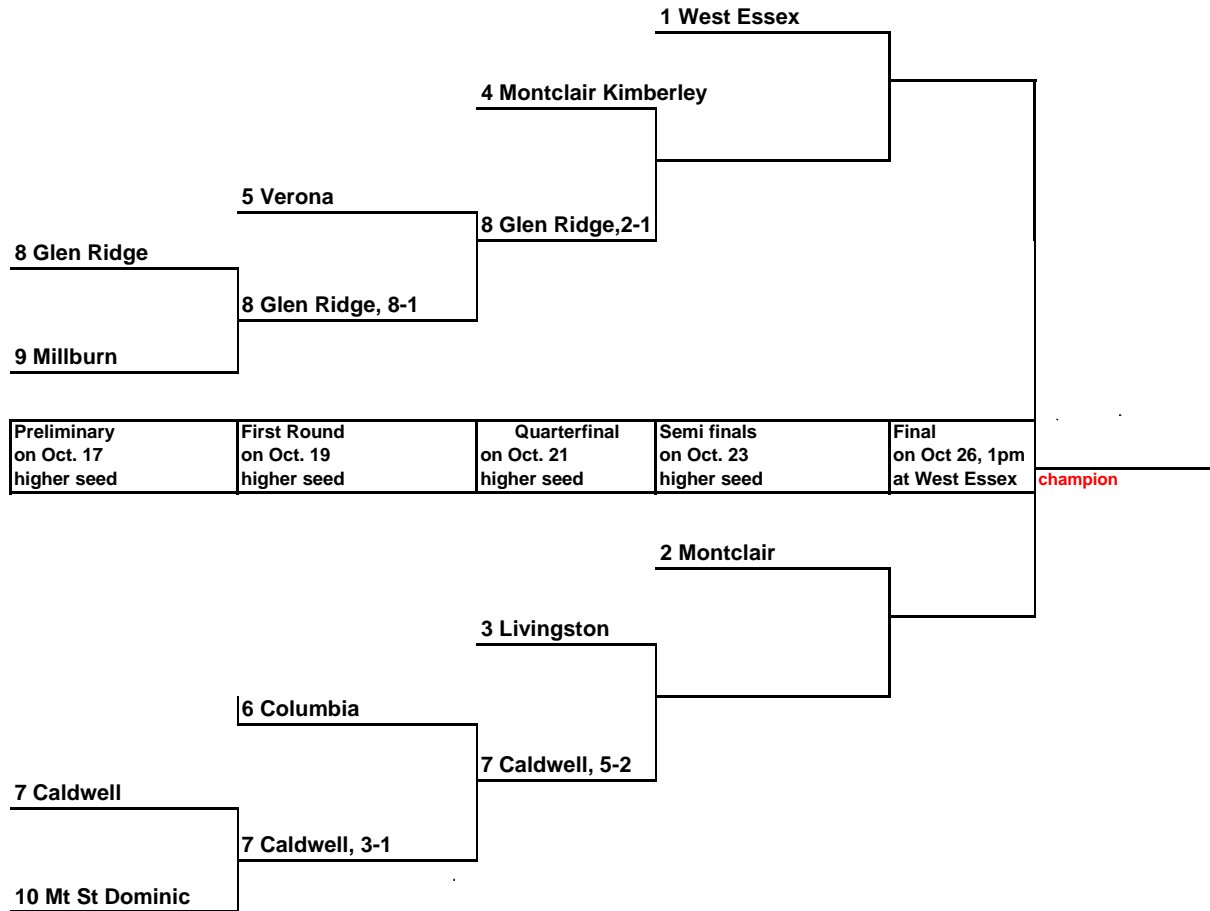 1 West Essex
4 Montclair Kimberley
5 Verona
8 Glen Ridge,2-1
8 Glen Ridge
8 Glen Ridge, 8-1
9 Millburn
Preliminary
on Oct. 17
higher seed
First Round
on Oct. 19
higher seed
Quarterfinal
on Oct. 21
higher seed
Semi finals
on Oct. 23
higher seed
Final
on Oct 26, 1pm
at West Essex
champion
2 Montclair
3 Livingston
6 Columbia
7 Caldwell, 5-2
7 Caldwell
7 Caldwell, 3-1
10 Mt St Dominic